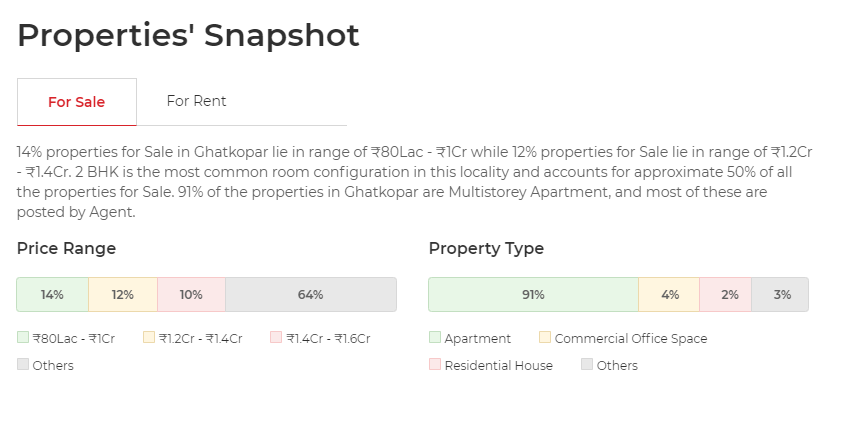 Properties' Snapshot
For Sale
For Rent
14% properties for Sale in Ghatkopar lie in range of ₹80Lac - ₹1Cr while 12% properties for Sale lie in range of ₹1.2Cr
- ₹1.4Cr. 2 BHK is the most common room configuration in this locality and accounts for approximate 50% of all
the properties for Sale. 91% of the properties in Ghatkopar are Multistorey Apartment, and most of these are
posted by Agent.
Price Range
14% 12% 10% 64%
₹80Lac - ₹1Cr ₹1.2Cr - ₹1.4Cr ₹1.4Cr - ₹1.6Cr
Others
Property Type
91% 4% 2% 3%
Apartment Commercial Office Space
Residential House Others